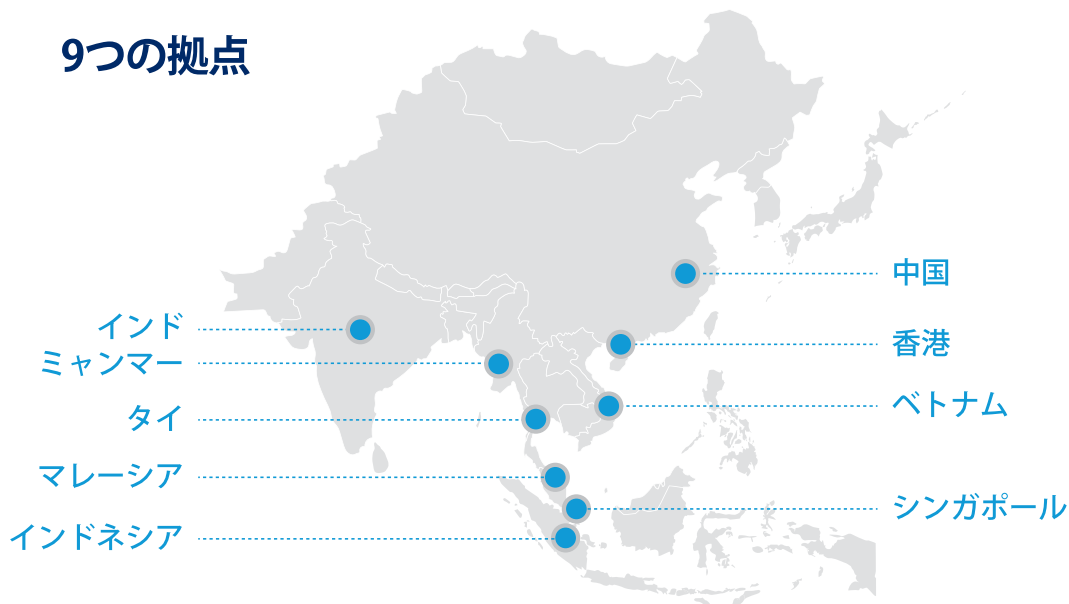 9つの拠点
インド
ミャンマー
タイ
マレーシア
インドネシア
中国
香港
ベトナム
シンガポール